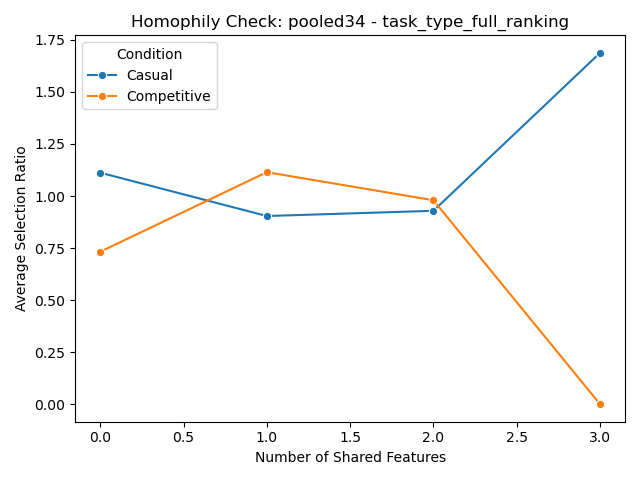 Homophily Check: pooled34 - task_type_full_ranking
Condition
Casual
Competitive
Average Selection Ratio
1.75
1.50
1.25
1.00
0.75
0.50
0.25
0.00
0.0 0.5 1.0 1.5 2.0 2.5 3.0
Number of Shared Features